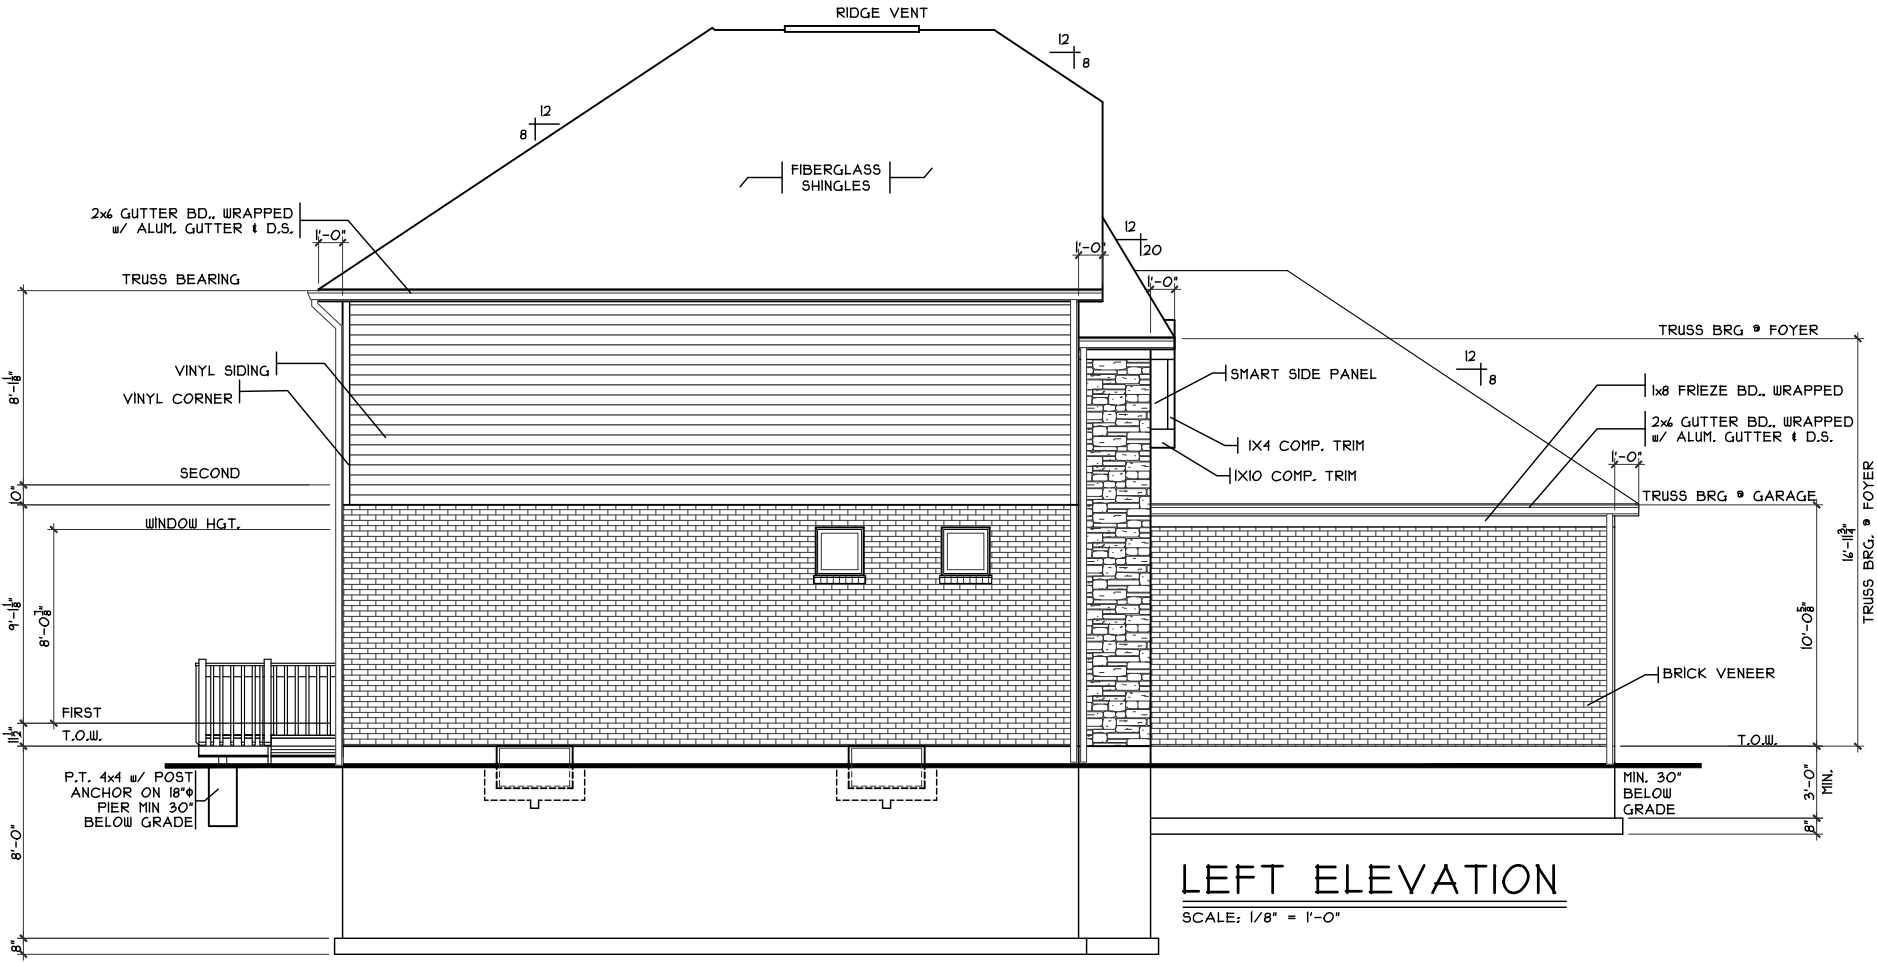 RIDGE VENT
12
8
12
8
FIBERGLASS
SHINGLES
2x6 GUTTER BD., WRAPPED
w/ ALUM. GUTTER & D.S.
1'-0"
1'-0"
12
20
1'-0"
TRUSS BEARING
TRUSS BRG @ FOYER
12
8
VINYL SIDING
VINYL CORNER
8'-1 1/8"
SMART SIDE PANEL
1x8 FRIEZE BD., WRAPPED
2x6 GUTTER BD., WRAPPED
w/ ALUM. GUTTER & D.S.
1X4 COMP. TRIM
1X10 COMP. TRIM
1'-0"
SECOND
10"
TRUSS BRG @ GARAGE
WINDOW HGT.
16'-11 3/4"
TRUSS BRG. @ FOYER
9'-1 1/8"
8'-0 1/8"
10'-0 5/8"
BRICK VENEER
FIRST
11 1/2"
T.O.W.
T.O.W.
P.T. 4x4 w/ POST
ANCHOR ON 18"ϕ
PIER MIN 30"
BELOW GRADE
MIN. 30"
BELOW
GRADE
3'-0"
MIN.
8"
8'-0"
8"
LEFT ELEVATION
SCALE: 1/8" = 1'-0"